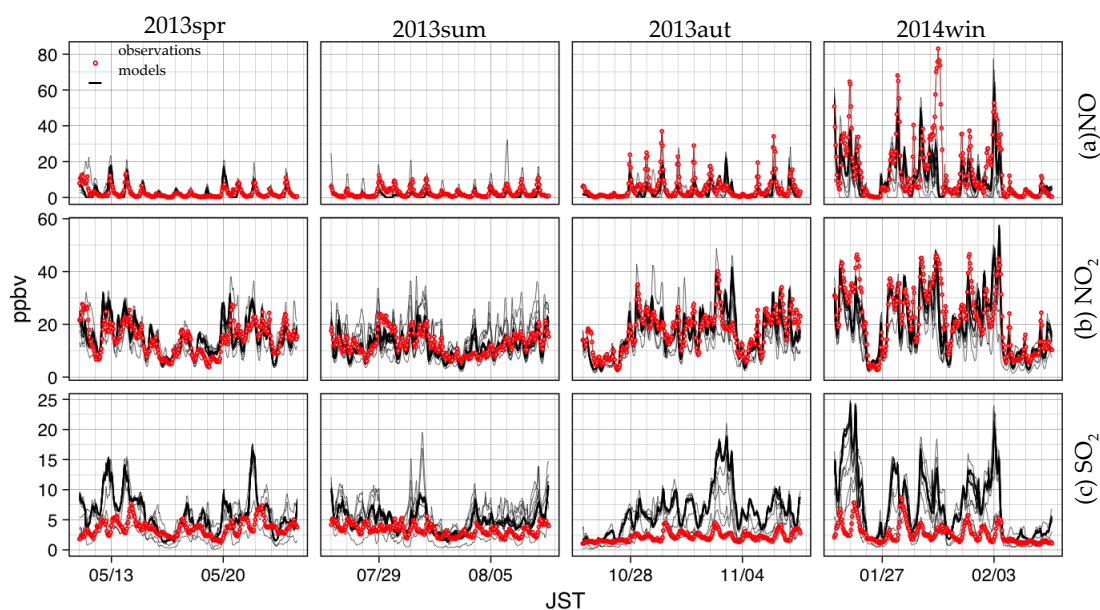 2013spr 2013sum 2013aut 2014win
observations
models
80
60
40
20
0
(a)NO
60
40
20
0
ppbv
(b) NO2
25
20
15
10
5
0
(c) SO2
05/13 05/20 07/29 08/05 10/28 11/04 01/27 02/03
JST